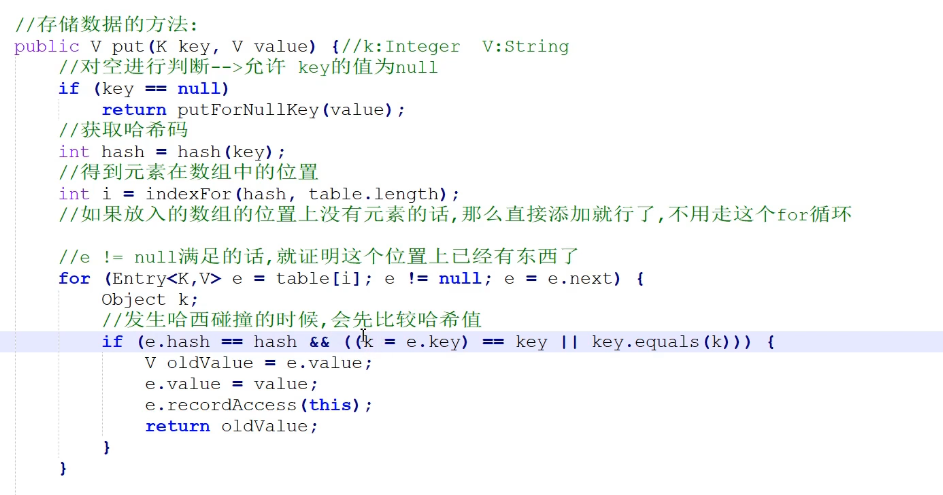 //存储数据的方法:
public V put(K key, V value) {//k:Integer  V:String
//对空进行判断-->允许 key的值为null
if (key == null)
return putForNullKey(value);
//获取哈希码
int hash = hash(key);
//得到元素在数组中的位置
int i = indexFor(hash, table.length);
//如果放入的数组的位置上没有元素的话,那么直接添加就行了,不用走这个for循环
//e != null满足的话,就证明这个位置上已经有东西了
for (Entry<K,V> e = table[i]; e != null; e = e.next) {
Object k;
//发生哈西碰撞的时候,会先比较哈希值
if (e.hash == hash && ((k = e.key) == key || key.equals(k))) {
V oldValue = e.value;
e.value = value;
e.recordAccess(this);
return oldValue;
}
}